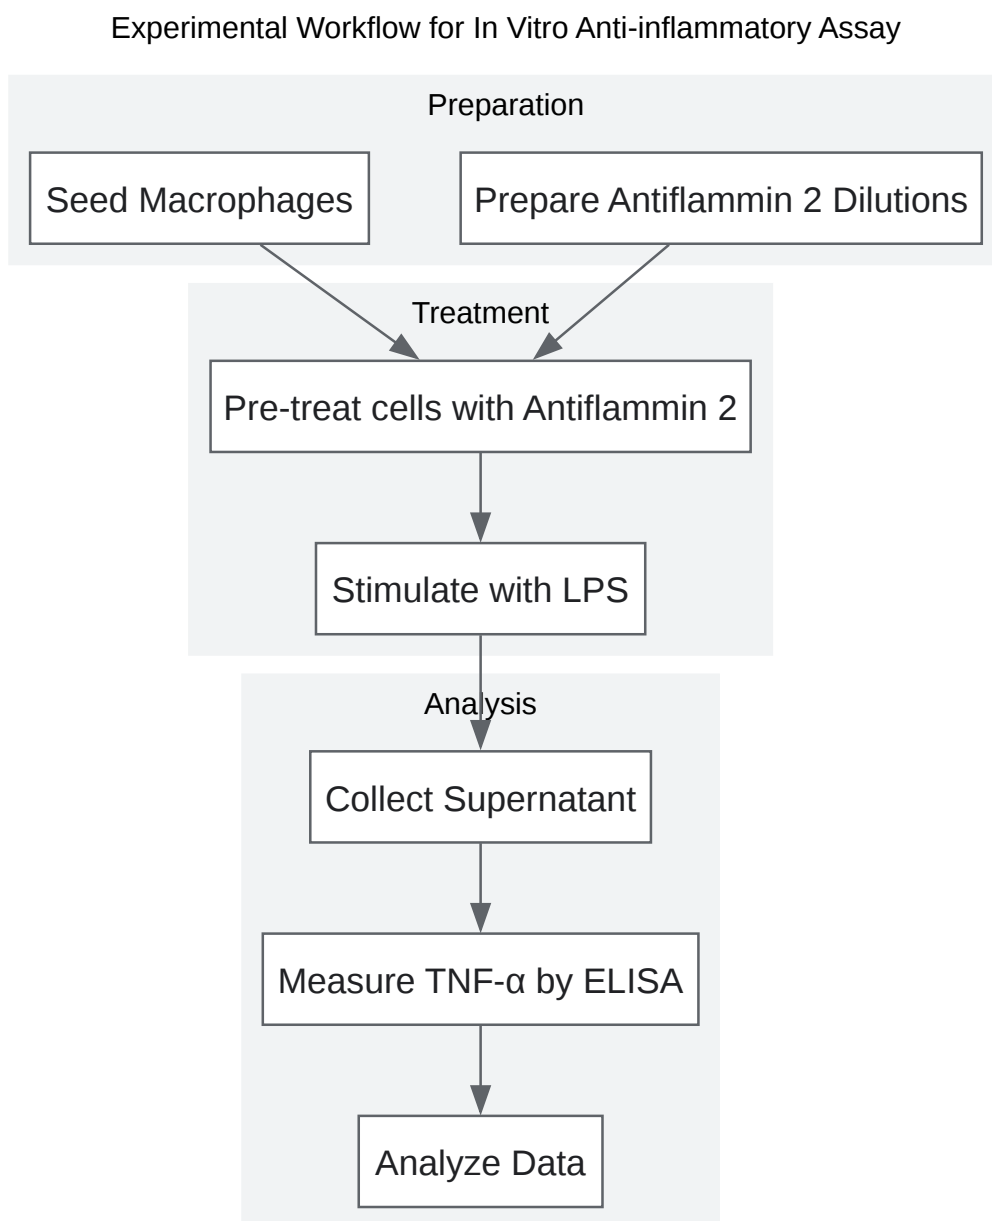 Experimental Workflow for In Vitro Anti-inflammatory Assay
Preparation
Seed Macrophages
Prepare Antiflammin 2 Dilutions
Treatment
Pre-treat cells with Antiflammin 2
Stimulate with LPS
Analysis
Collect Supernatant
Measure TNF-α by ELISA
Analyze Data